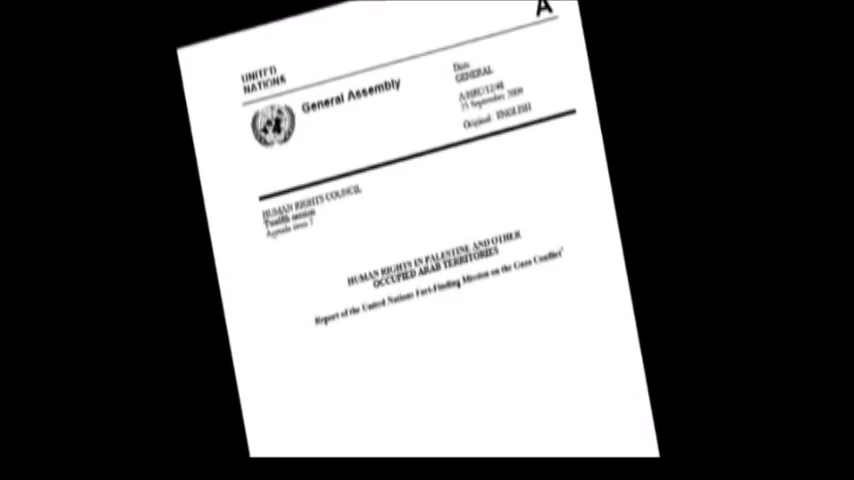 A
UNITED
NATIONS
General Assembly
Distr.
GENERAL
A/HRC/12/48
25 September 2009
Original: ENGLISH
HUMAN RIGHTS COUNCIL
Twelfth session
Agenda item 7
HUMAN RIGHTS IN PALESTINE AND OTHER
OCCUPIED ARAB TERRITORIES
Report of the United Nations Fact-Finding Mission on the Gaza Conflict*